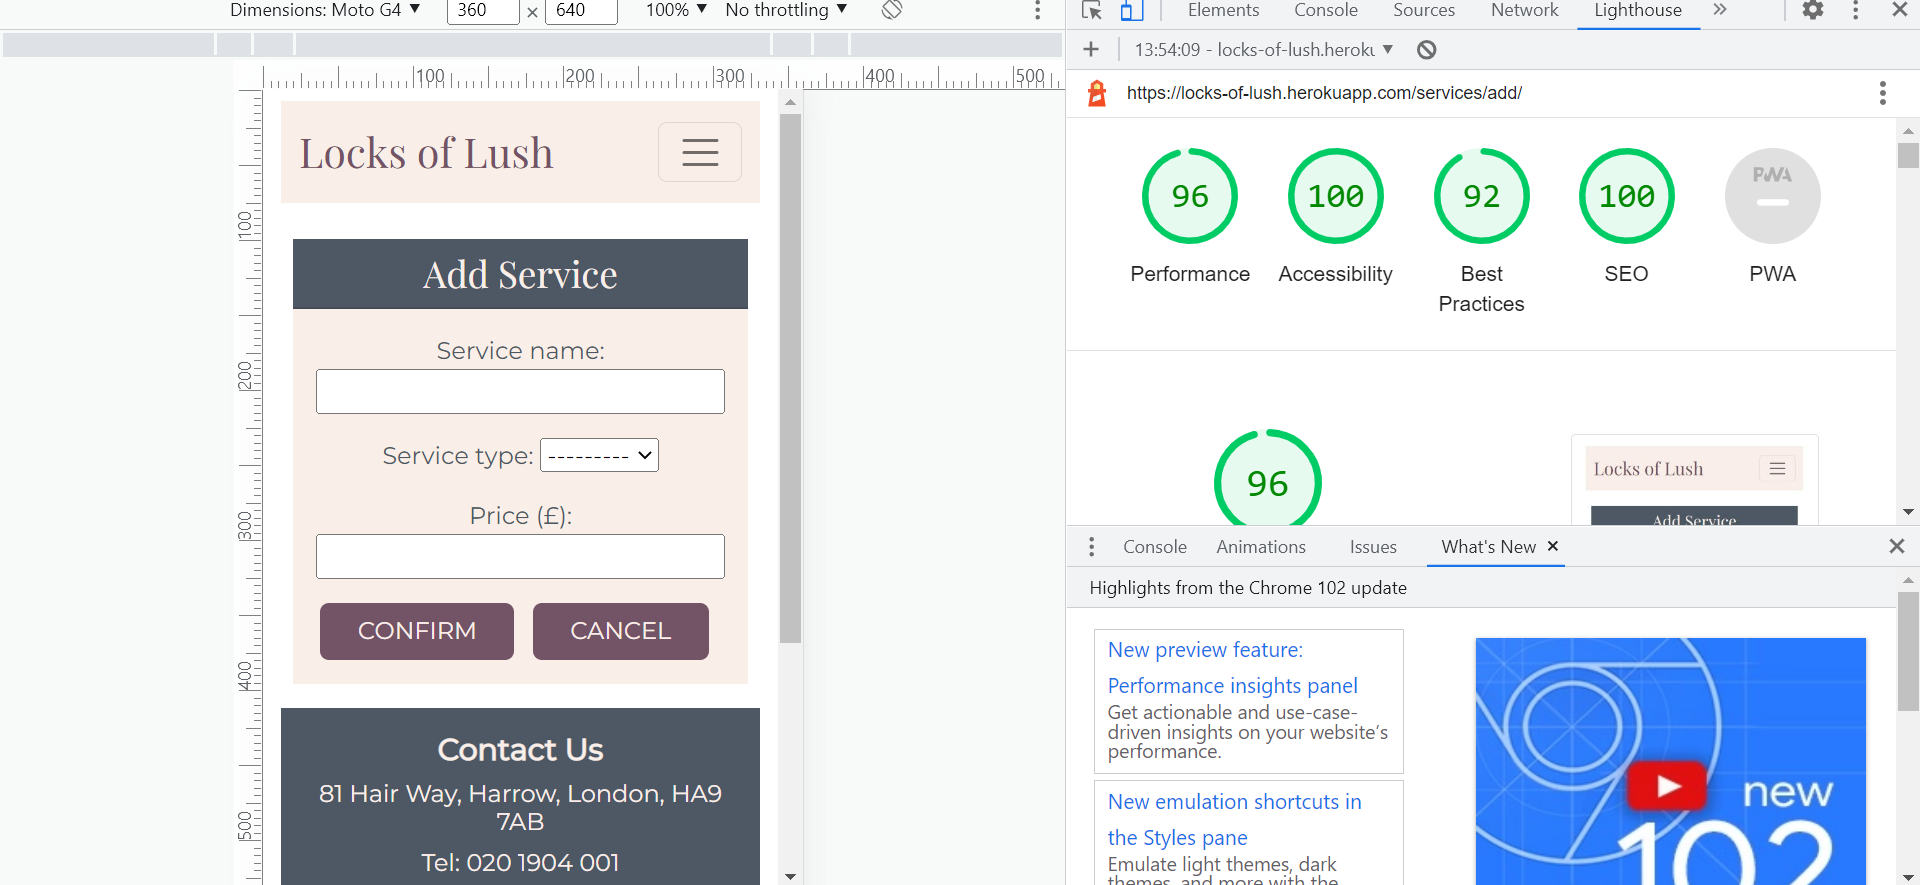 Dimensions: Moto G4 ▼ 360 × 640 100% ▼ No throttling ▼
100 200 300 400 500
100
200
300
400
500
Locks of Lush
Add Service
Service name:
Service type: ---------
Price (£):
CONFIRM CANCEL
Contact Us
81 Hair Way, Harrow, London, HA9
7AB
Tel: 020 1904 001
Elements Console Sources Network Lighthouse »
+ 13:54:09 - locks-of-lush.heroku ▼
https://locks-of-lush.herokuapp.com/services/add/
96 100 92 100 PWA
Performance Accessibility Best
Practices SEO PWA
96
Locks of Lush
Add Service
Console Animations Issues What's New ×
Highlights from the Chrome 102 update
New preview feature:
Performance insights panel
Get actionable and use-case-
driven insights on your website's
performance.
New emulation shortcuts in
the Styles pane
Emulate light themes, dark
themes, and more with the
new
102